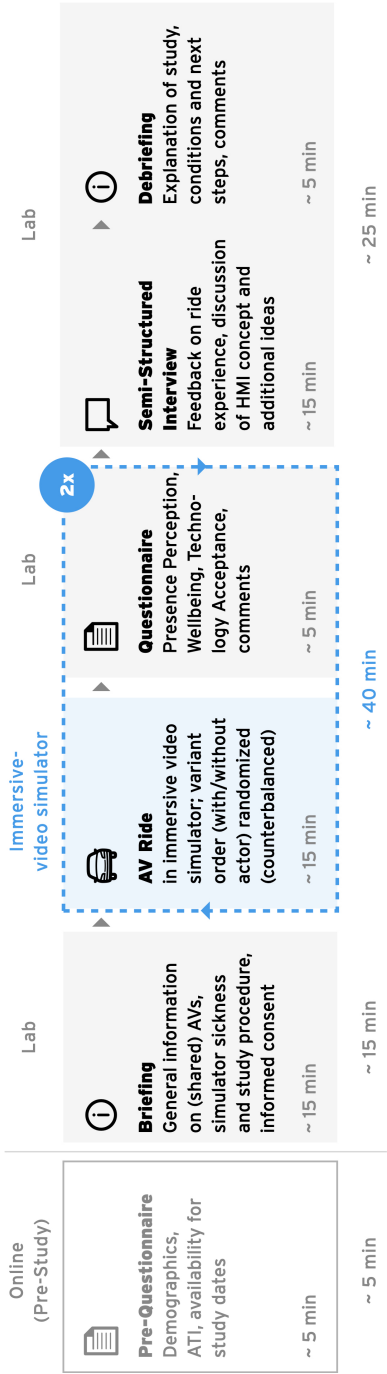 Online
(Pre-Study)
Pre-Questionnaire
Demographics,
ATI, availability for
study dates
~ 5 min
~ 5 min
Lab
Briefing
General information
on (shared) AVs,
simulator sickness
and study procedure,
informed consent
~ 15 min
~ 15 min
Immersive-
video simulator
AV Ride
in immersive video
simulator; variant
order (with/without
actor) randomized
(counterbalanced)
~ 15 min
Lab
2x
Questionnaire
Presence Perception,
Wellbeing, Techno-
logy Acceptance,
comments
~ 5 min
~ 40 min
Lab
Semi-Structured
Interview
Feedback on ride
experience, discussion
of HMI concept and
additional ideas
~ 15 min
Debriefing
Explanation of study,
conditions and next
steps, comments
~ 5 min
~ 25 min